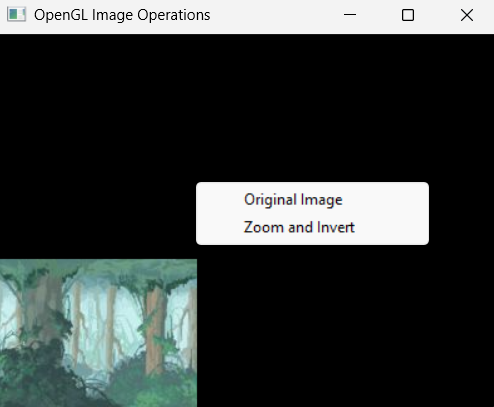 OpenGL Image Operations
Original Image
Zoom and Invert